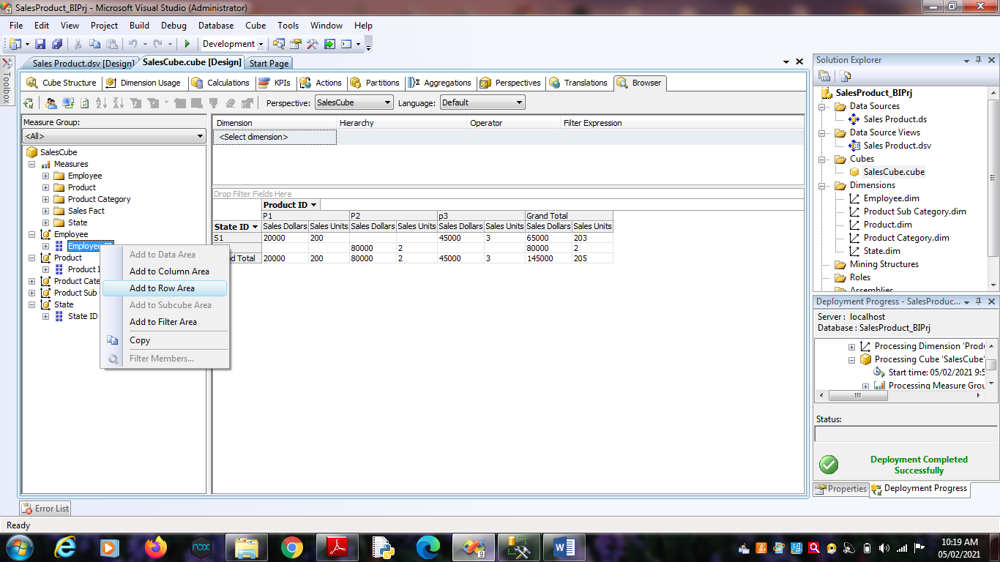 SalesProduct_BIPrj - Microsoft Visual Studio (Administrator)
File Edit View Project Build Debug Database Cube Tools Window Help
Development
Toolbox
Sales Product.dsv [Design] SalesCube.cube [Design] Start Page
Cube Structure Dimension Usage Calculations KPIs Actions Partitions Aggregations Perspectives Translations Browser
Perspective: SalesCube Language: Default
Measure Group:
<All>
SalesCube
Measures
Employee
Product
Product Category
Sales Fact
State
Employee
Employee ID
Product
Product I
Product Cate
Product Sub
State
State ID
Add to Data Area
Add to Column Area
Add to Row Area
Add to Subcube Area
Add to Filter Area
Copy
Filter Members...
Dimension Hierarchy Operator Filter Expression
<Select dimension>
Drop Filter Fields Here
Product ID
P1 P2 p3 Grand Total
State ID Sales Dollars Sales Units Sales Dollars Sales Units Sales Dollars Sales Units Sales Dollars Sales Units
S1 20000 200 45000 3 65000 203
80000 2 80000 2
d Total 20000 200 80000 2 45000 3 145000 205
Solution Explorer
SalesProduct_BIPrj
Data Sources
Sales Product.ds
Data Source Views
Sales Product.dsv
Cubes
SalesCube.cube
Dimensions
Employee.dim
Product Sub Category.dim
Product.dim
Product Category.dim
State.dim
Mining Structures
Roles
Assemblies
Deployment Progress - SalesProduc...
Server : localhost
Database : SalesProduct_BIPrj
Processing Dimension 'Produ
Processing Cube 'SalesCube'
Start time: 05/02/2021 9:5
Processing Measure Grou
Status:
Deployment Completed
Successfully
Properties Deployment Progress
Error List
Ready
nox
9
W
10:19 AM
05/02/2021